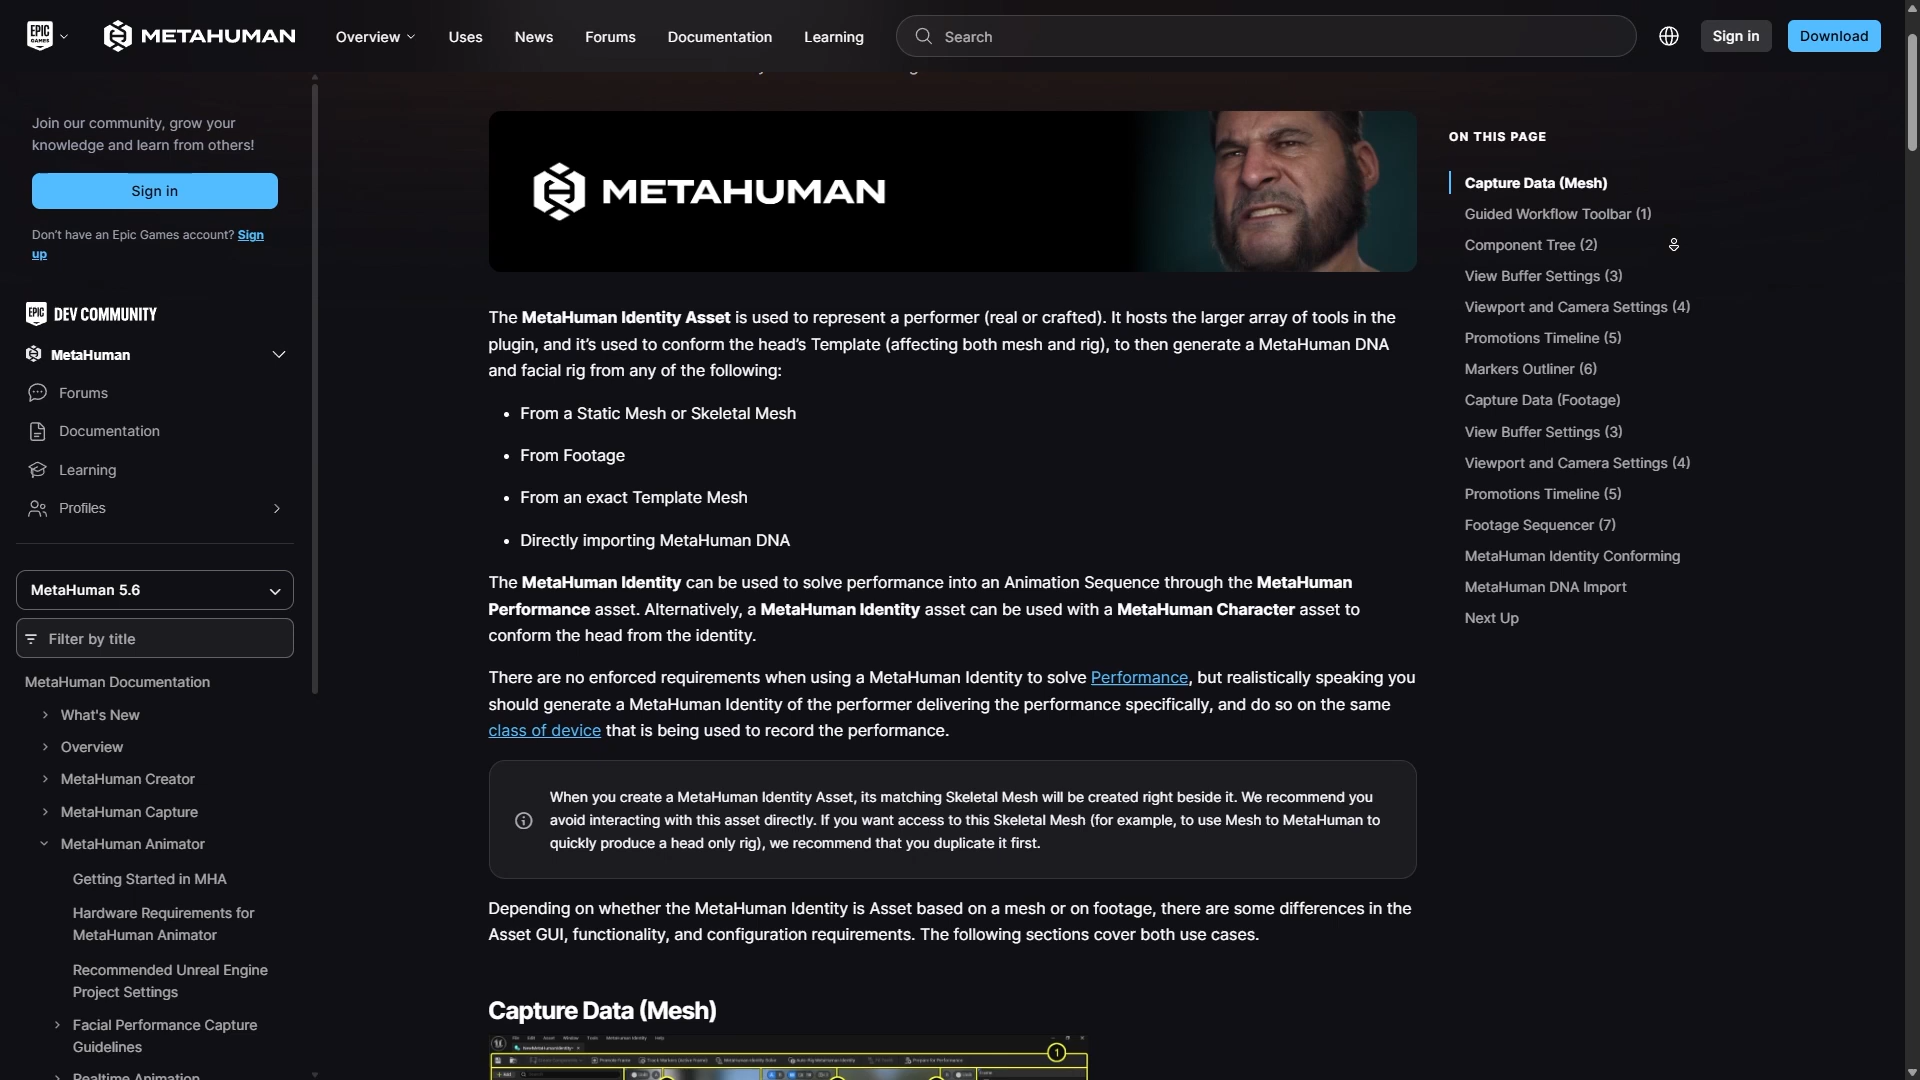 EPIC GAMES
METAHUMAN
Overview
Uses
News
Forums
Documentation
Learning
Search
Sign in
Download
Join our community, grow your
knowledge and learn from others!
Sign in
Don't have an Epic Games account? Sign
up
EPIC DEV COMMUNITY
MetaHuman
Forums
Documentation
Learning
Profiles
MetaHuman 5.6
Filter by title
MetaHuman Documentation
What's New
Overview
MetaHuman Creator
MetaHuman Capture
MetaHuman Animator
Getting Started in MHA
Hardware Requirements for
MetaHuman Animator
Recommended Unreal Engine
Project Settings
Facial Performance Capture
Guidelines
Realtime Animation
METAHUMAN
The MetaHuman Identity Asset is used to represent a performer (real or crafted). It hosts the larger array of tools in the
plugin, and it's used to conform the head's Template (affecting both mesh and rig), to then generate a MetaHuman DNA
and facial rig from any of the following:
• From a Static Mesh or Skeletal Mesh
• From Footage
• From an exact Template Mesh
• Directly importing MetaHuman DNA
The MetaHuman Identity can be used to solve performance into an Animation Sequence through the MetaHuman
Performance asset. Alternatively, a MetaHuman Identity asset can be used with a MetaHuman Character asset to
conform the head from the identity.
There are no enforced requirements when using a MetaHuman Identity to solve Performance, but realistically speaking you
should generate a MetaHuman Identity of the performer delivering the performance specifically, and do so on the same
class of device that is being used to record the performance.
When you create a MetaHuman Identity Asset, its matching Skeletal Mesh will be created right beside it. We recommend you
avoid interacting with this asset directly. If you want access to this Skeletal Mesh (for example, to use Mesh to MetaHuman to
quickly produce a head only rig), we recommend that you duplicate it first.
Depending on whether the MetaHuman Identity is Asset based on a mesh or on footage, there are some differences in the
Asset GUI, functionality, and configuration requirements. The following sections cover both use cases.
Capture Data (Mesh)
1
ON THIS PAGE
Capture Data (Mesh)
Guided Workflow Toolbar (1)
Component Tree (2)
View Buffer Settings (3)
Viewport and Camera Settings (4)
Promotions Timeline (5)
Markers Outliner (6)
Capture Data (Footage)
View Buffer Settings (3)
Viewport and Camera Settings (4)
Promotions Timeline (5)
Footage Sequencer (7)
MetaHuman Identity Conforming
MetaHuman DNA Import
Next Up